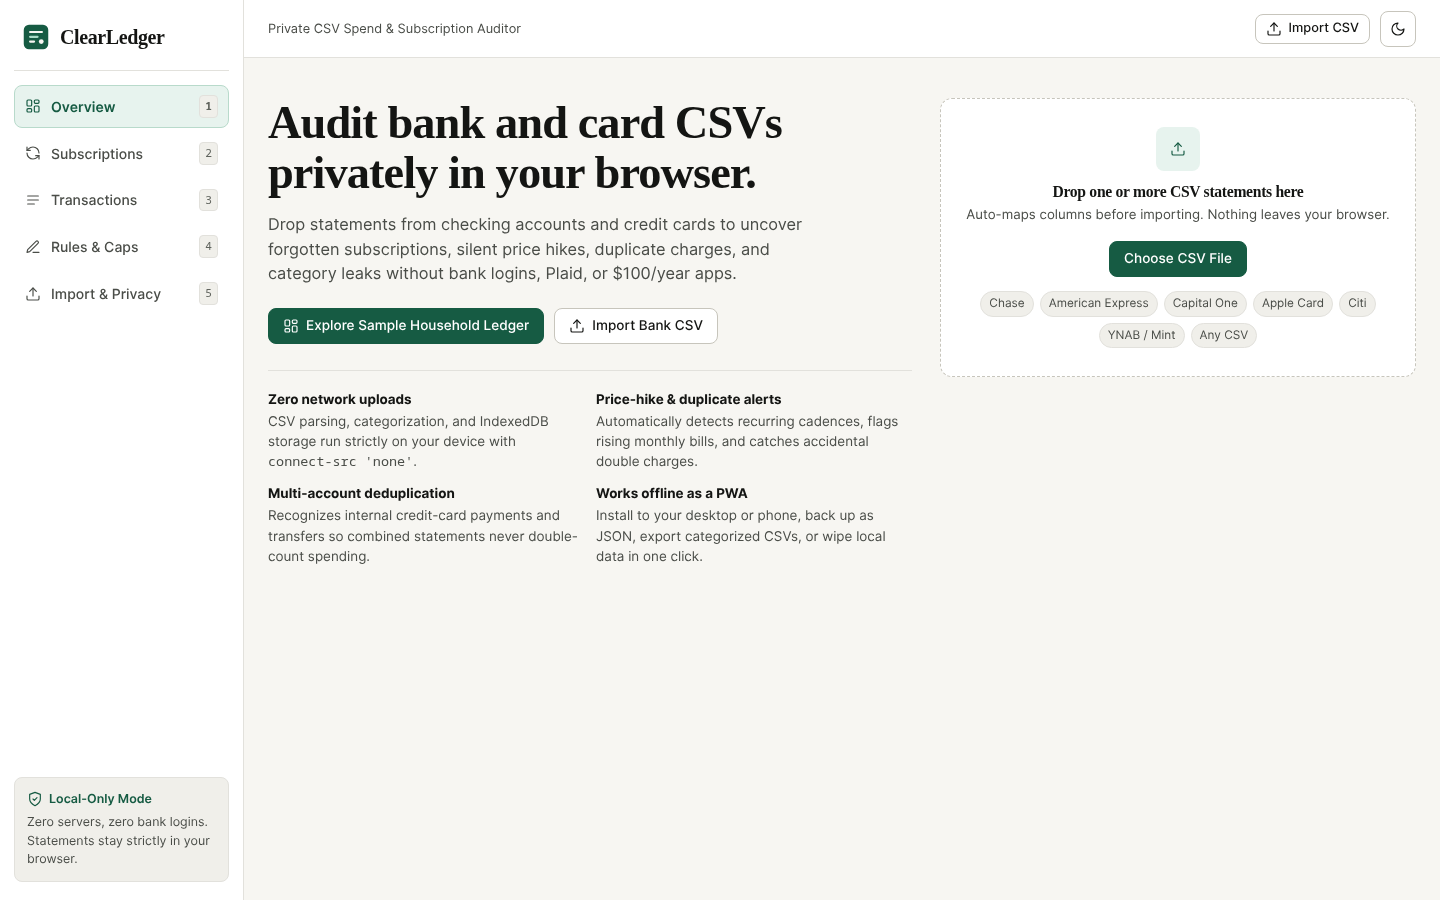 ClearLedger
Overview 1
Subscriptions 2
Transactions 3
Rules & Caps 4
Import & Privacy 5
Local-Only Mode
Zero servers, zero bank logins.
Statements stay strictly in your
browser.
Private CSV Spend & Subscription Auditor
Import CSV
Audit bank and card CSVs
privately in your browser.
Drop statements from checking accounts and credit cards to uncover
forgotten subscriptions, silent price hikes, duplicate charges, and
category leaks without bank logins, Plaid, or $100/year apps.
Explore Sample Household Ledger
Import Bank CSV
Zero network uploads
CSV parsing, categorization, and IndexedDB
storage run strictly on your device with
connect-src 'none'.
Price-hike & duplicate alerts
Automatically detects recurring cadences, flags
rising monthly bills, and catches accidental
double charges.
Multi-account deduplication
Recognizes internal credit-card payments and
transfers so combined statements never double-
count spending.
Works offline as a PWA
Install to your desktop or phone, back up as
JSON, export categorized CSVs, or wipe local
data in one click.
Drop one or more CSV statements here
Auto-maps columns before importing. Nothing leaves your browser.
Choose CSV File
Chase American Express Capital One Apple Card Citi
YNAB / Mint Any CSV